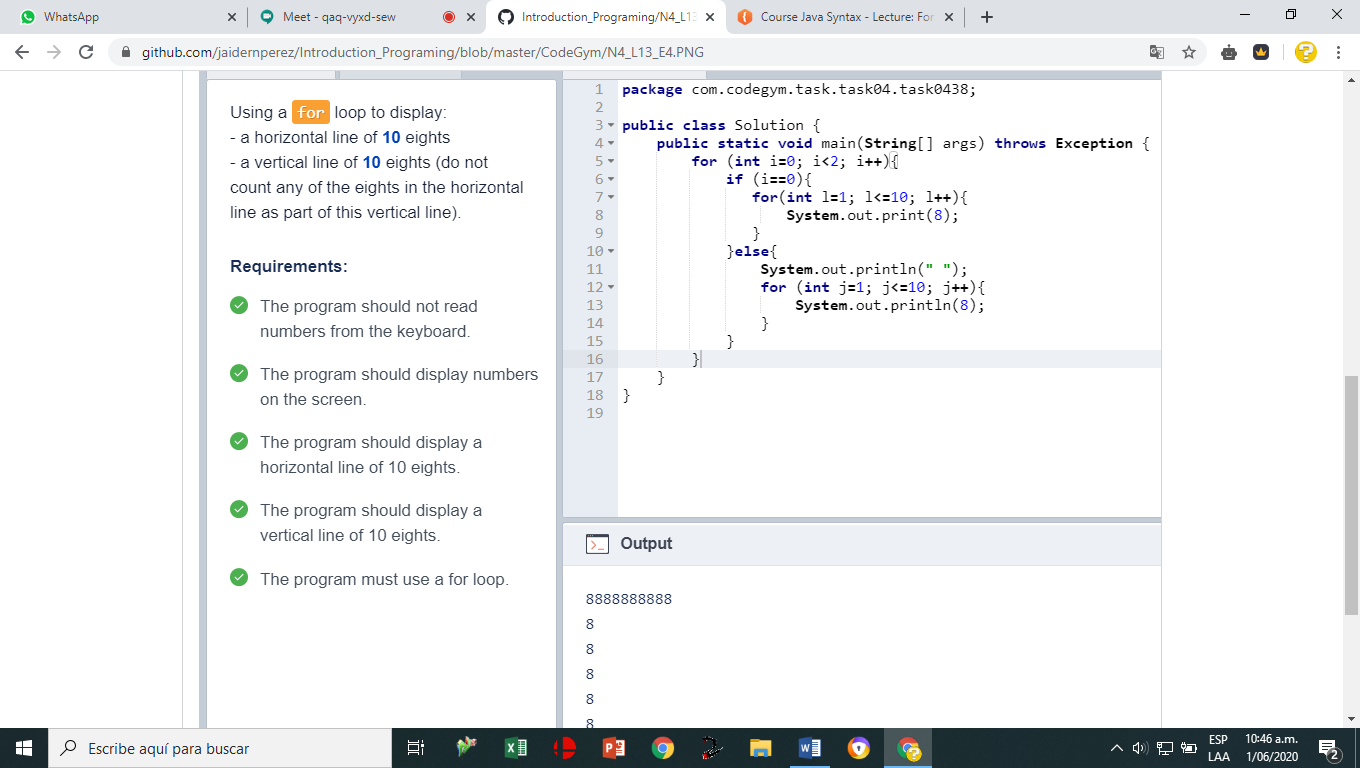 WhatsApp
Meet - qaq-vyxd-sew
Introduction_Programing/N4_L13
Course Java Syntax - Lecture: For
github.com/jaidernperez/Introduction_Programing/blob/master/CodeGym/N4_L13_E4.PNG
Using a for loop to display:
- a horizontal line of 10 eights
- a vertical line of 10 eights (do not
count any of the eights in the horizontal
line as part of this vertical line).
Requirements:
The program should not read
numbers from the keyboard.
The program should display numbers
on the screen.
The program should display a
horizontal line of 10 eights.
The program should display a
vertical line of 10 eights.
The program must use a for loop.
1 package com.codegym.task.task04.task0438;
2
3 public class Solution {
4 public static void main(String[] args) throws Exception {
5 for (int i=0; i<2; i++){
6 if (i==0){
7 for(int l=1; l<=10; l++){
8 System.out.print(8);
9 }
10 }else{
11 System.out.println(" ");
12 for (int j=1; j<=10; j++){
13 System.out.println(8);
14 }
15 }
16 }
17 }
18 }
19
Output
8888888888
8
8
8
8
8
Escribe aquí para buscar
ESP
LAA
10:46 a.m.
1/06/2020
2